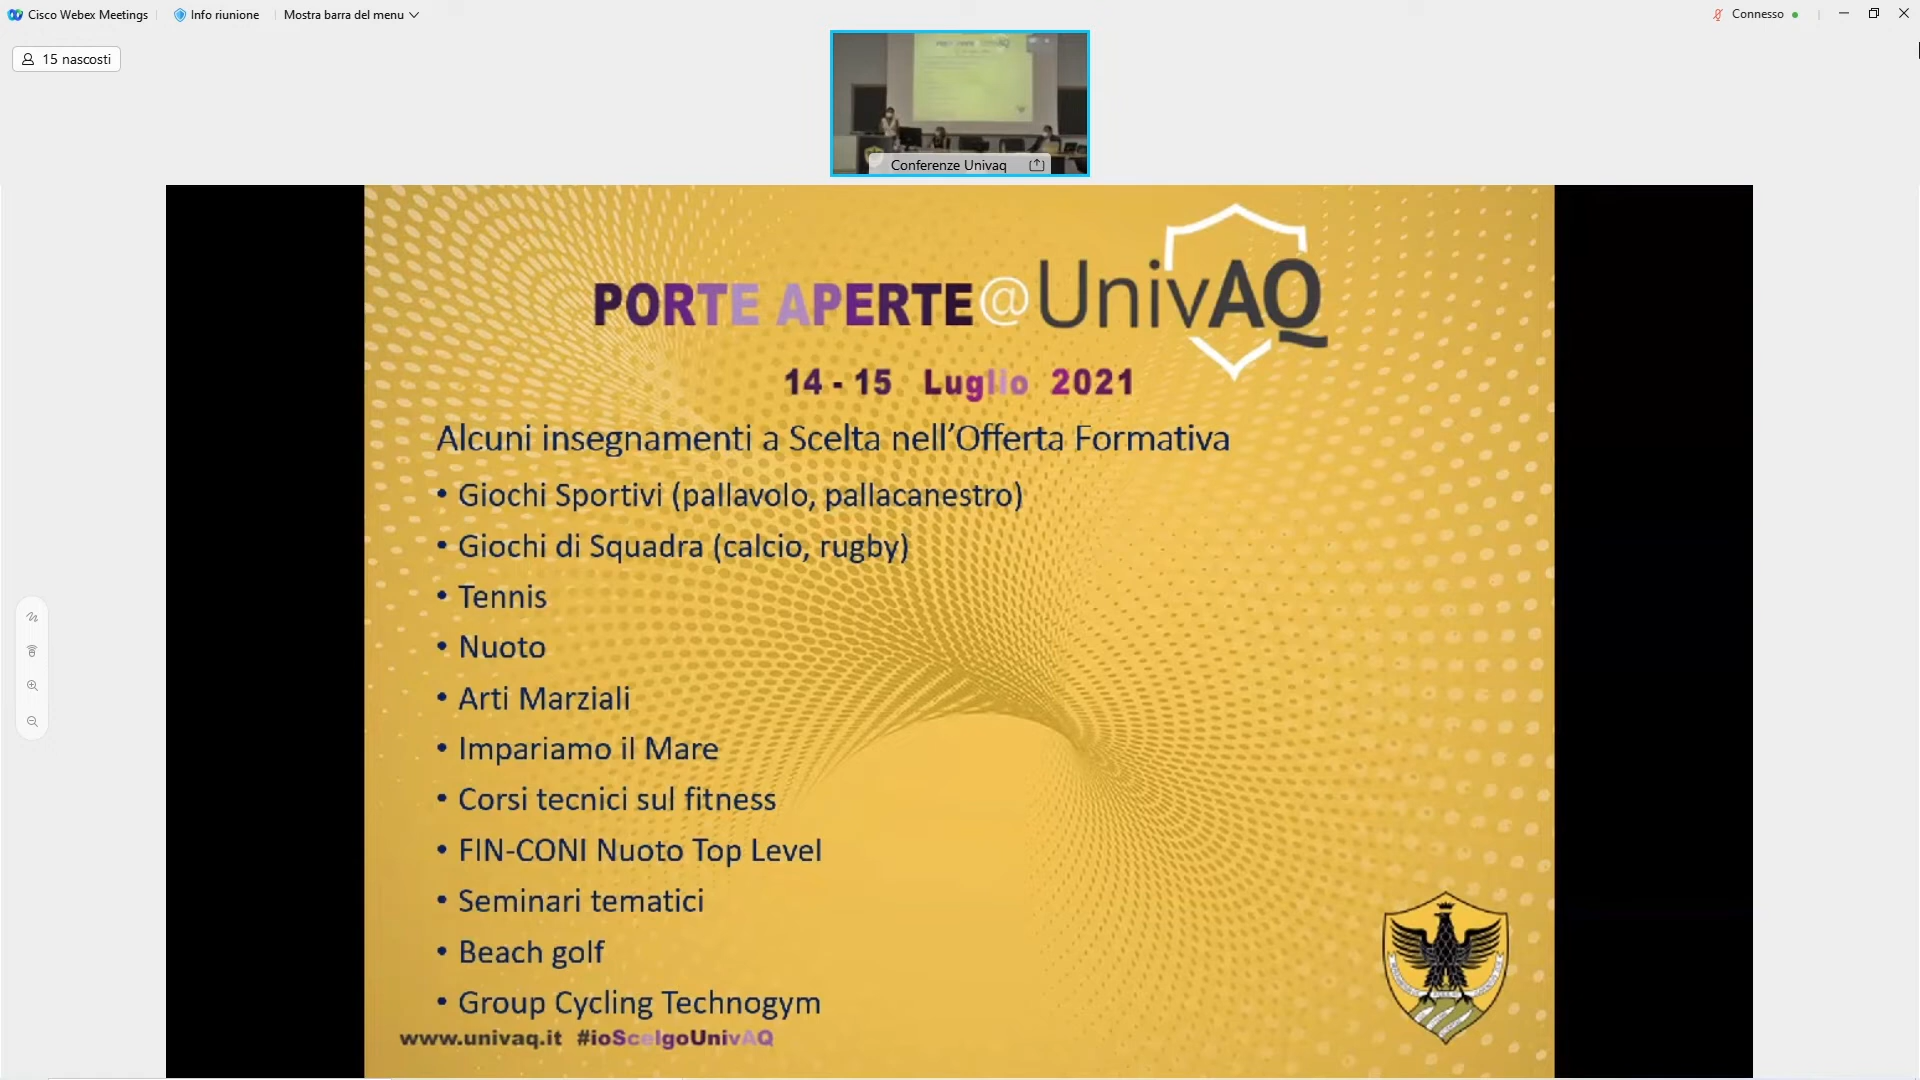 Cisco Webex Meetings
Info riunione
Mostra barra del menu
Connesso
15 nascosti
Conferenze Univaq
PORTE APERTE@UnivAQ
14 - 15 Luglio 2021
Alcuni insegnamenti a Scelta nell'Offerta Formativa
• Giochi Sportivi (pallavolo, pallacanestro)
• Giochi di Squadra (calcio, rugby)
• Tennis
• Nuoto
• Arti Marziali
• Impariamo il Mare
• Corsi tecnici sul fitness
• FIN-CONI Nuoto Top Level
• Seminari tematici
• Beach golf
• Group Cycling Technogym
www.univaq.it #ioScelgoUnivAQ